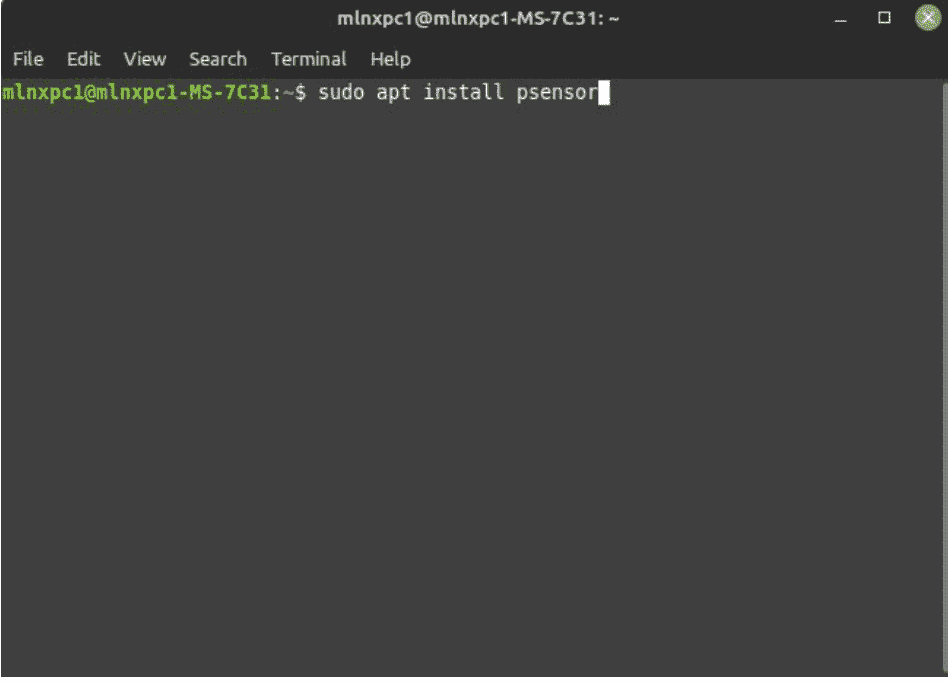 mlnxpc1@mlnxpc1-MS-7C31: ~
File Edit View Search Terminal Help
mlnxpc1@mlnxpc1-MS-7C31:~$ sudo apt install psensor